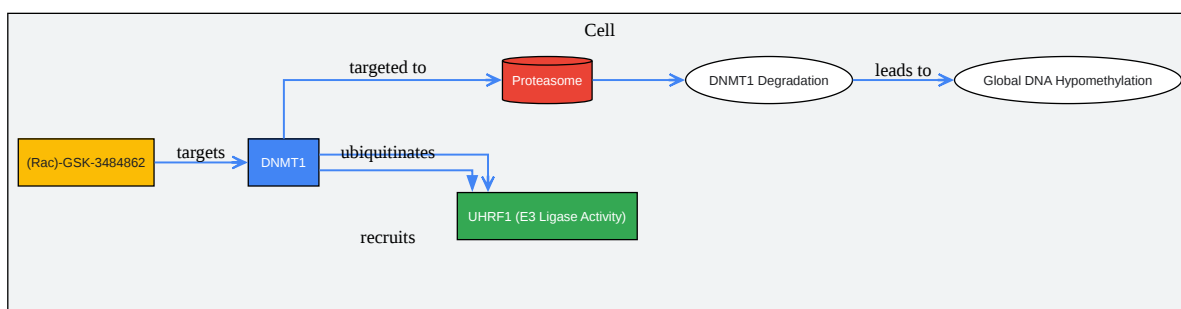 Cell
targeted to
Proteasome
DNMT1 Degradation
leads to
Global DNA Hypomethylation
(Rac)-GSK-3484862
targets
DNMT1
ubiquitinates
UHRF1 (E3 Ligase Activity)
recruits